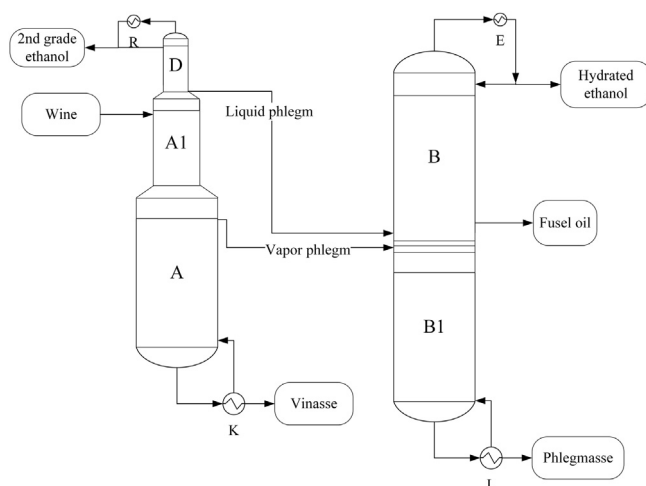 2nd grade
ethanol
R
D
E
Hydrated
ethanol
Wine
Liquid phlegm
A1
B
Fusel oil
Vapor phlegm
A
B1
Vinasse
K
Phlegmasse